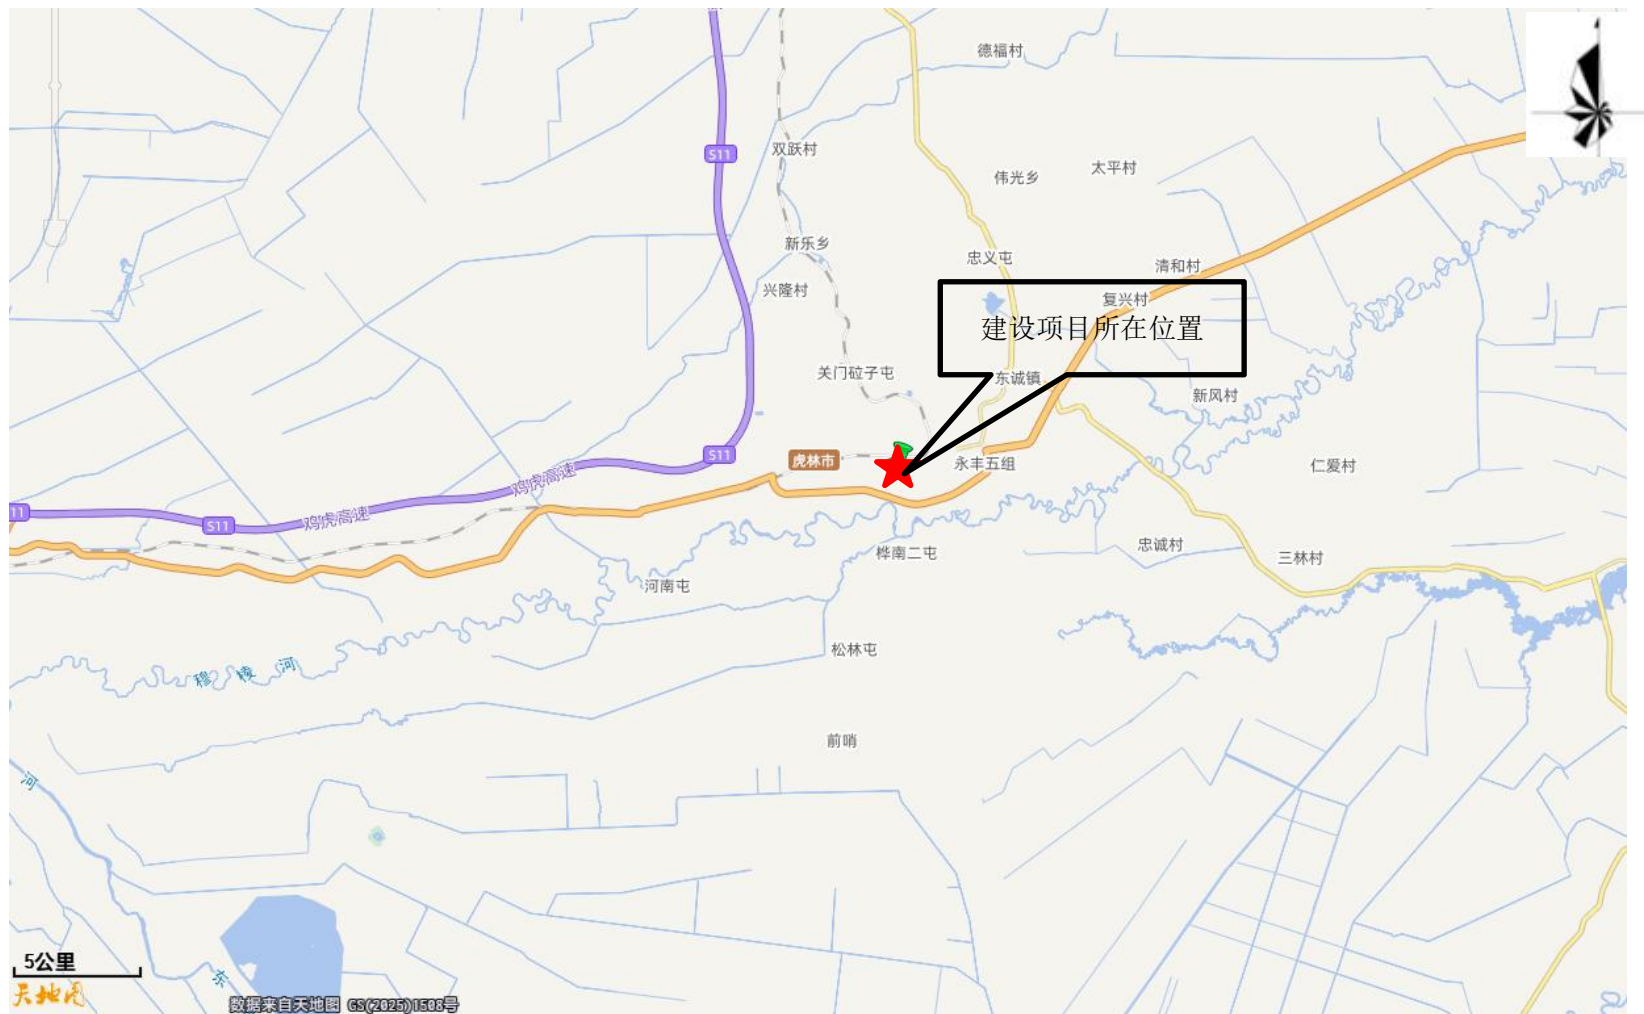 德福村
双跃村
S11
太平村
伟光乡
新乐乡
忠义屯
清和村
兴隆村
复兴村
建设项目所在位置
关门砬子屯
东诚镇
新风村
虎林市
S11
永丰五组
仁爱村
鸡虎高速
11
S11
鸡虎高速
桦南二屯
忠诚村
三林村
河南屯
松林屯
穆棱河
前哨
河
5公里
东
天地图
数据来自天地图 GS(2025)1508号